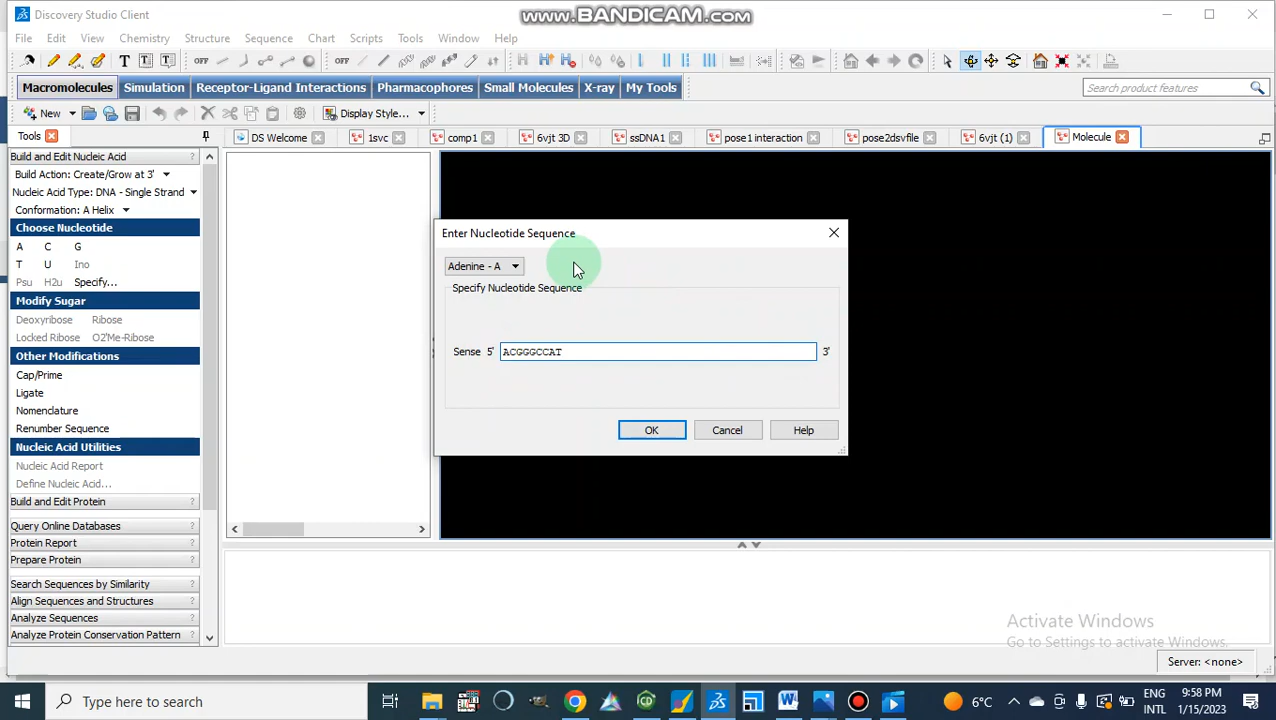 Discovery Studio Client
www.BANDICAM.com
File Edit View Chemistry Structure Sequence Chart Scripts Tools Window Help
Macromolecules Simulation Receptor-Ligand Interactions Pharmacophores Small Molecules X-ray My Tools
Search product features
New
Display Style...
Tools
DS Welcome 1svc comp1 6vjt 3D ssDNA1 pose1 interaction pose2dsvfile 6vjt (1) Molecule
Build and Edit Nucleic Acid
Build Action: Create/Grow at 3'
Nucleic Acid Type: DNA - Single Strand
Conformation: A Helix
Choose Nucleotide
A C G
T U Ino
Psu H2u Specify...
Modify Sugar
Deoxyribose Ribose
Locked Ribose O2'Me-Ribose
Other Modifications
Cap/Prime
Ligate
Nomenclature
Renumber Sequence
Nucleic Acid Utilities
Nucleic Acid Report
Define Nucleic Acid...
Build and Edit Protein ?
Query Online Databases ?
Protein Report ?
Prepare Protein ?
Search Sequences by Similarity ?
Align Sequences and Structures ?
Analyze Sequences ?
Analyze Protein Conservation Pattern ?
Enter Nucleotide Sequence
Adenine - A
Specify Nucleotide Sequence
Sense 5' ACGGGCCAT 3'
OK Cancel Help
Activate Windows
Go to Settings to activate Windows.
Server: <none>
Type here to search
6°C
ENG
INTL
9:58 PM
1/15/2023